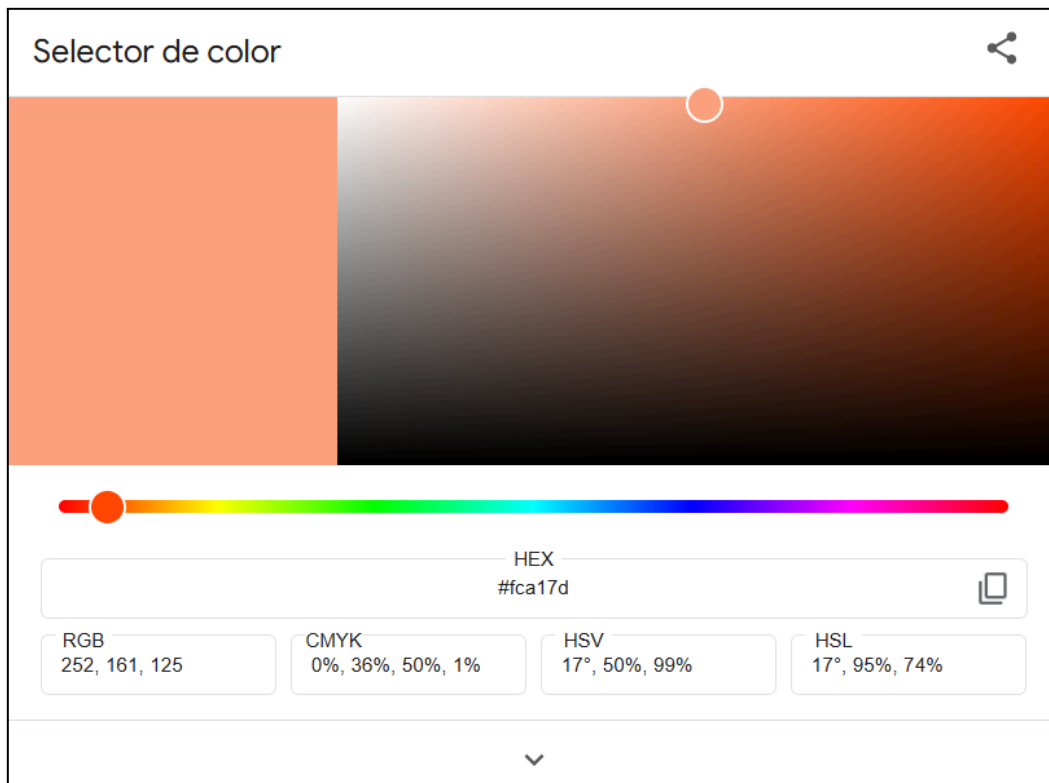 Selector de color
HEX
#fca17d
RGB
252, 161, 125
CMYK
0%, 36%, 50%, 1%
HSV
17°, 50%, 99%
HSL
17°, 95%, 74%